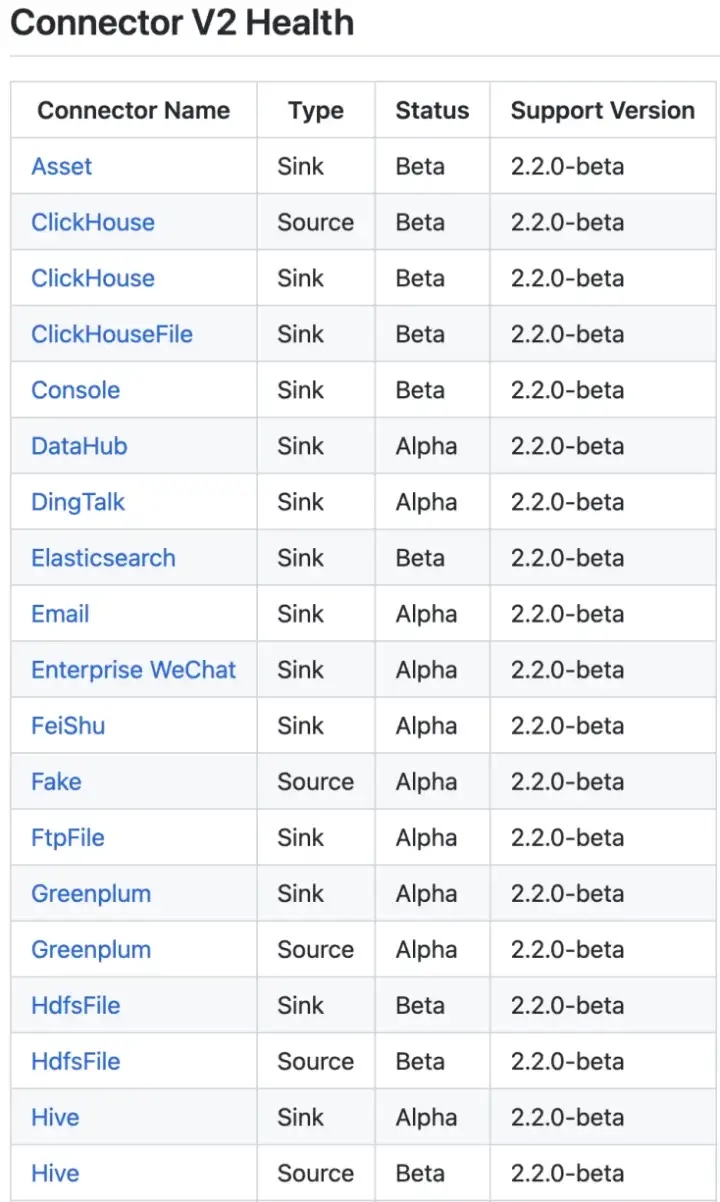 Connector V2 Health
Connector Name Type Status Support Version
Asset Sink Beta 2.2.0-beta
ClickHouse Source Beta 2.2.0-beta
ClickHouse Sink Beta 2.2.0-beta
ClickHouseFile Sink Beta 2.2.0-beta
Console Sink Beta 2.2.0-beta
DataHub Sink Alpha 2.2.0-beta
DingTalk Sink Alpha 2.2.0-beta
Elasticsearch Sink Beta 2.2.0-beta
Email Sink Alpha 2.2.0-beta
Enterprise WeChat Sink Alpha 2.2.0-beta
FeiShu Sink Alpha 2.2.0-beta
Fake Source Alpha 2.2.0-beta
FtpFile Sink Alpha 2.2.0-beta
Greenplum Sink Alpha 2.2.0-beta
Greenplum Source Alpha 2.2.0-beta
HdfsFile Sink Beta 2.2.0-beta
HdfsFile Source Beta 2.2.0-beta
Hive Sink Alpha 2.2.0-beta
Hive Source Beta 2.2.0-beta